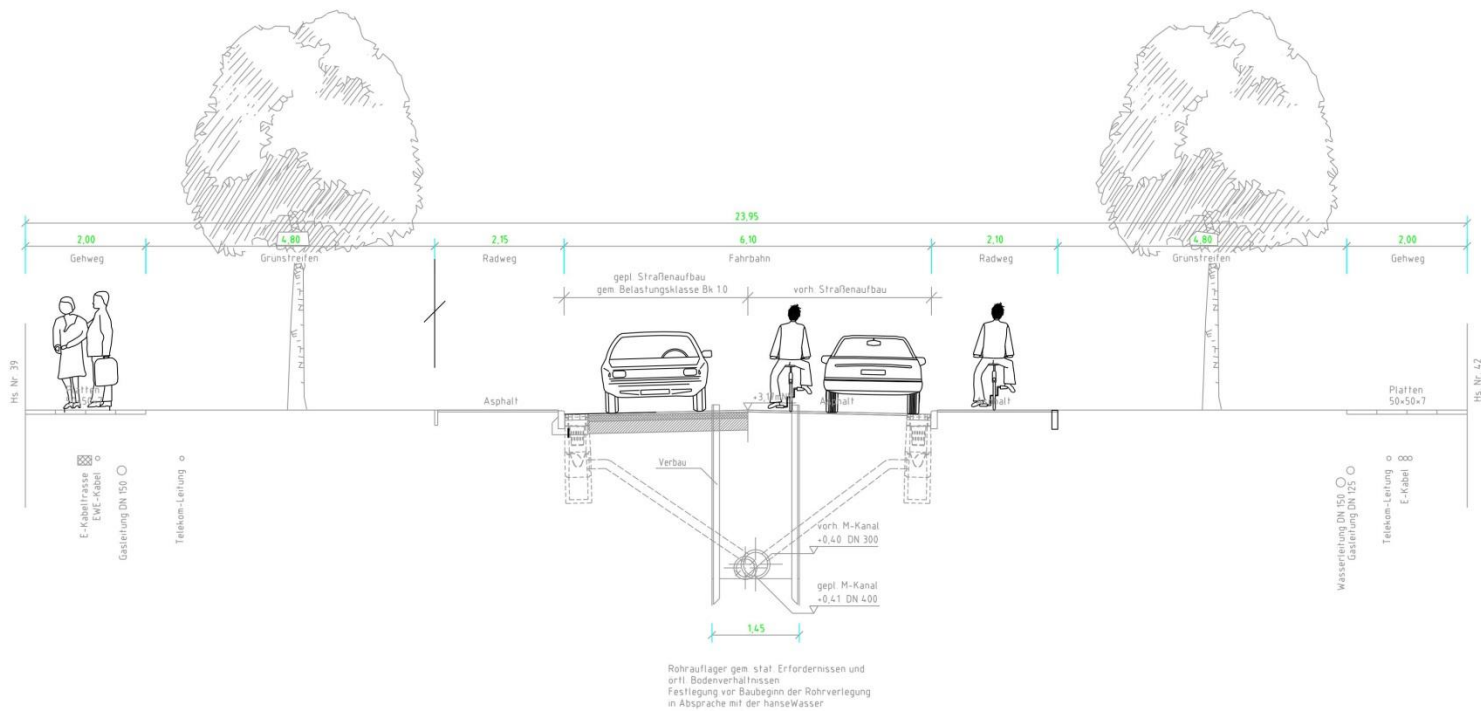 23,95
2,00
4,80
2,15
6,10
2,10
4,80
2,00
Gehweg
Grünstreifen
Radweg
Fahrbahn
Radweg
Grünstreifen
Gehweg
gepl. Straßenaufbau
gem. Belastungsklasse Bk 1.0
vorh. Straßenaufbau
Hs. Nr. 39
Hs. Nr. 42
Asphalt
Platten
50×50×7
E-Kabeltrasse
EWE-Kabel
Gasleitung DN 150
Telekom-Leitung
Verbau
vorh. M-Kanal
+0,40 DN 300
gepl. M-Kanal
+0,41 DN 400
Wasserleitung DN 150
Gasleitung DN 125
Telekom-Leitung
E-Kabel
1,45
Rohrauflager gem. stat. Erfordernissen und
örtl. Bodenverhältnissen
Festlegung vor Baubeginn der Rohrverlegung
in Absprache mit der hanseWasser